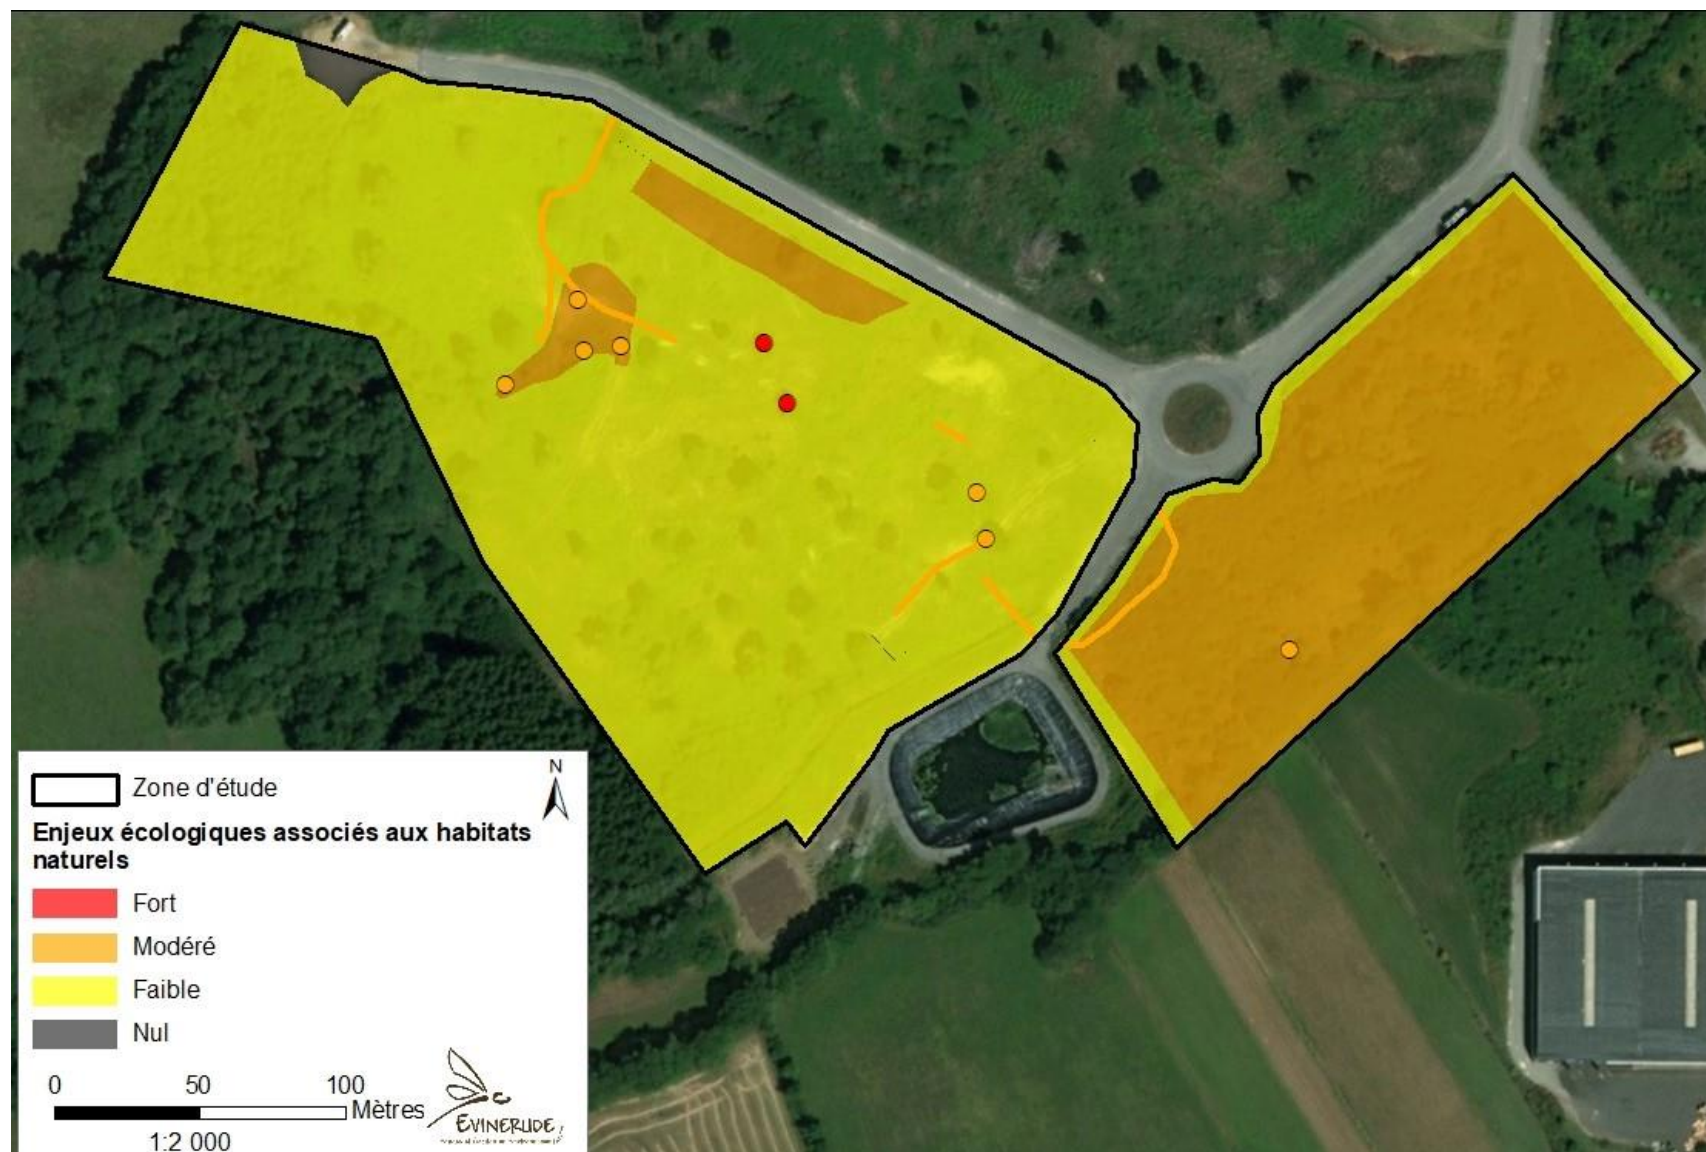 Zone d'étude
N
Enjeux écologiques associés aux habitats
naturels
Fort
Modéré
Faible
Nul
0 50 100
Mètres
1:2 000
EVINERUDE